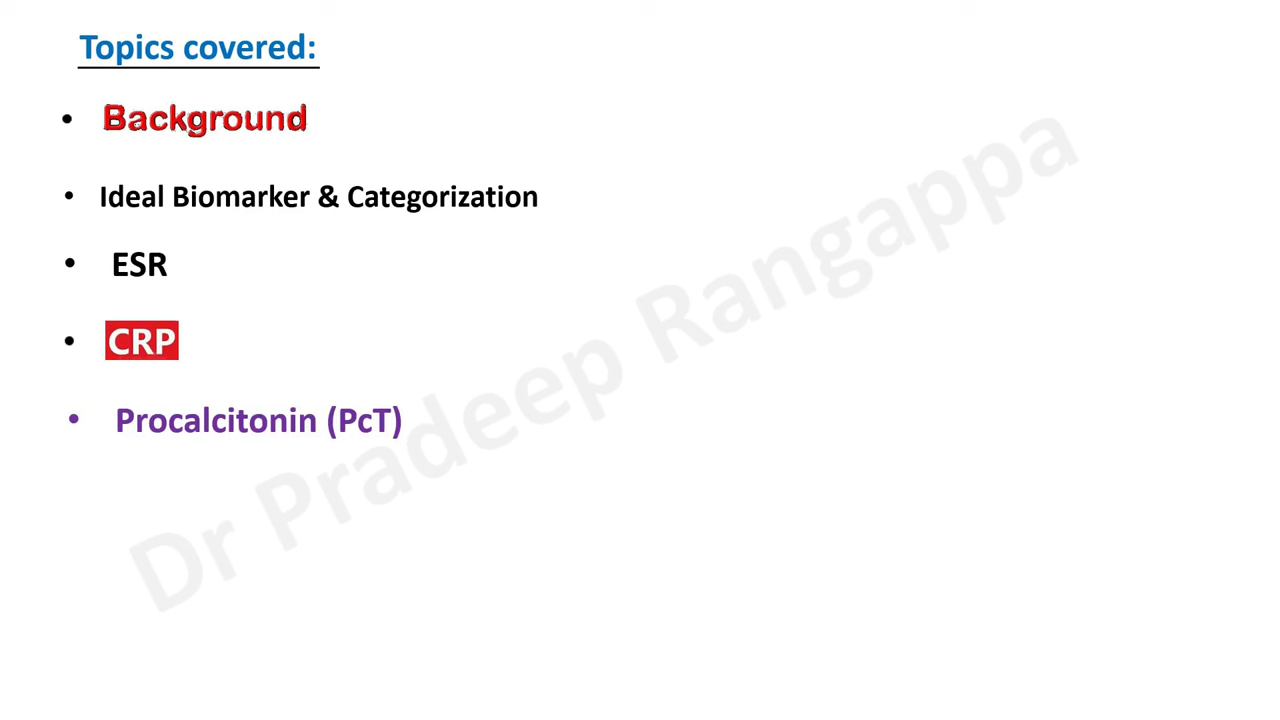 Topics covered:
• Background
• Ideal Biomarker & Categorization
• ESR
• CRP
• Procalcitonin (PcT)
Dr Pradeep Rangappa